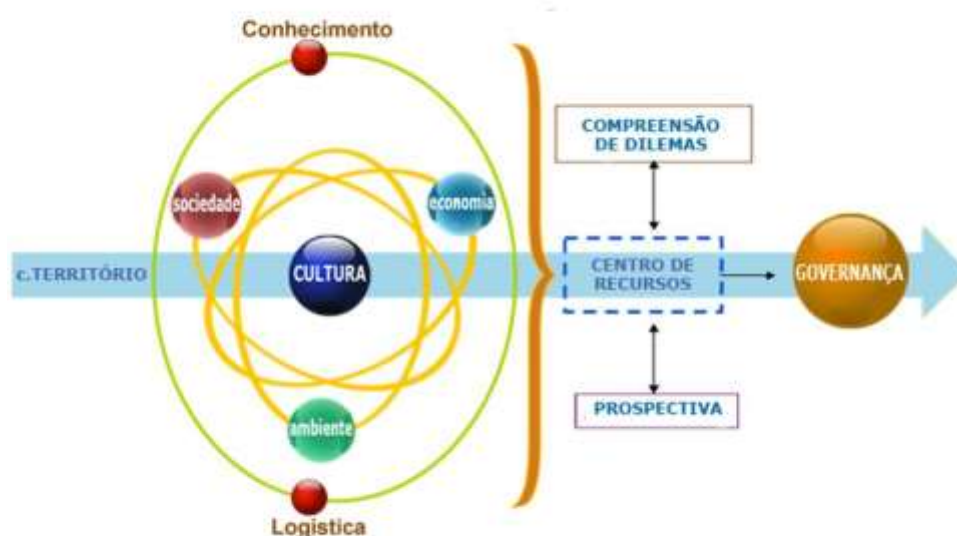 Conhecimento
COMPREENSÃO
DE DILEMAS
sociedade
economia
c.TERRITÓRIO
CULTURA
CENTRO DE
RECURSOS
GOVERNANÇA
ambiente
PROSPECTIVA
Logistica